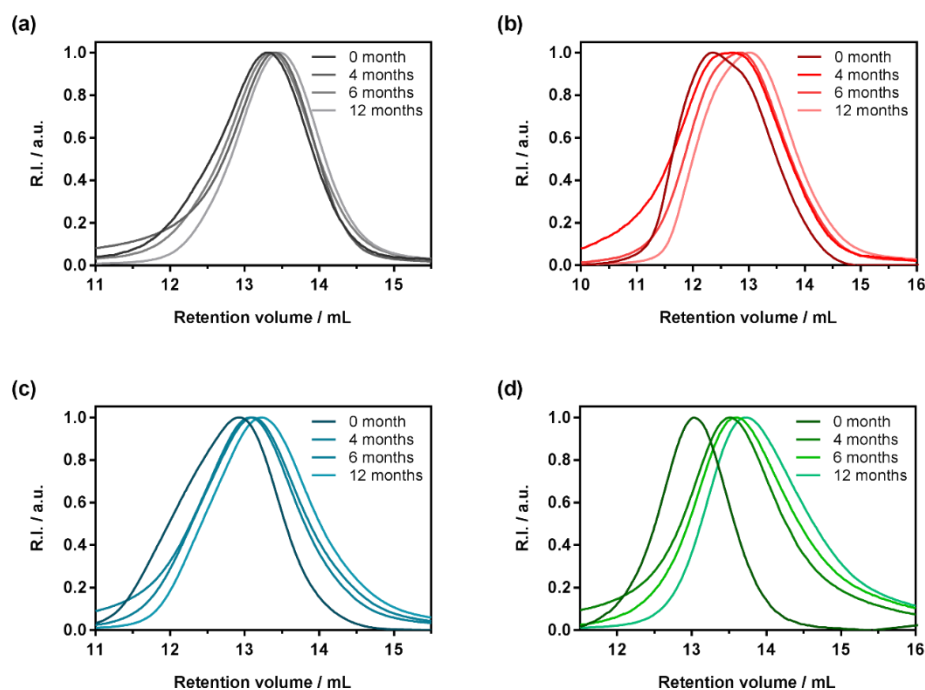 (a)
1.0
0.8
0.6
0.4
0.2
0.0
R.I. / a.u.
0 month
4 months
6 months
12 months
11 12 13 14 15
Retention volume / mL
(b)
1.0
0.8
0.6
0.4
0.2
0.0
R.I. / a.u.
0 month
4 months
6 months
12 months
10 11 12 13 14 15 16
Retention volume / mL
(c)
1.0
0.8
0.6
0.4
0.2
0.0
R.I. / a.u.
0 month
4 months
6 months
12 months
11 12 13 14 15
Retention volume / mL
(d)
1.0
0.8
0.6
0.4
0.2
0.0
R.I. / a.u.
0 month
4 months
6 months
12 months
12 13 14 15 16
Retention volume / mL